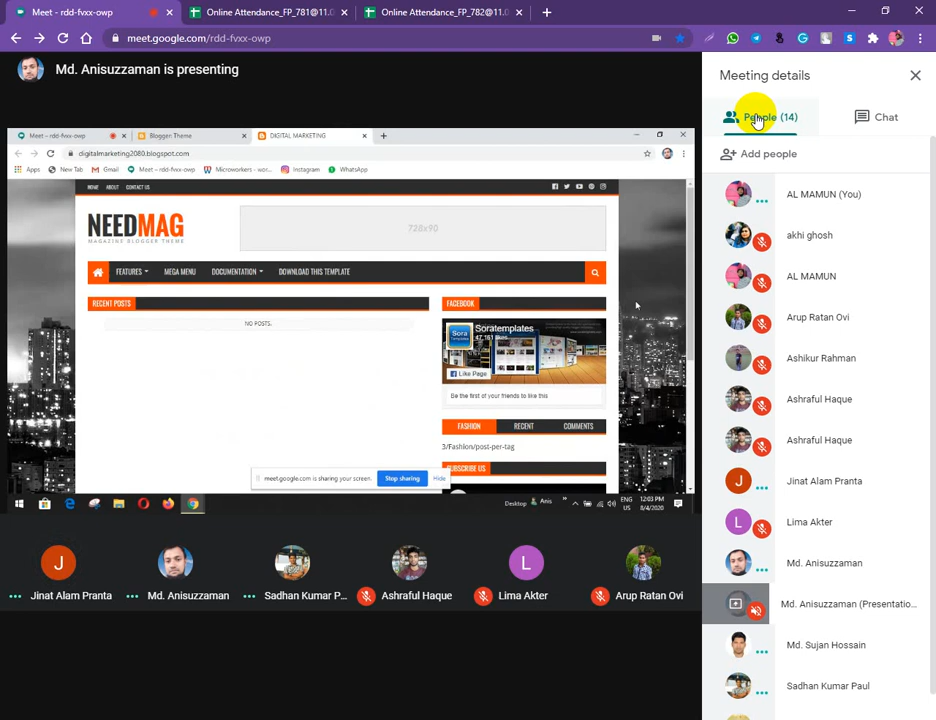 Meet – rdd-fvxx-owp
Online Attendance_FP_781@11.0
Online Attendance_FP_782@11.0
meet.google.com/rdd-fvxx-owp
Md. Anisuzzaman is presenting
Meet – rdd-fvxx-owp
Blogger Theme
DIGITAL MARKETING
digitalmarketing2080.blogspot.com
Apps
New Tab
Gmail
Meet – rdd-fvxx-owp
Microworkers - wor...
Instagram
WhatsApp
HOME ABOUT CONTACT US
NEEDMAG
MAGAZINE BLOGGER THEME
728x90
FEATURES MEGA MENU DOCUMENTATION DOWNLOAD THIS TEMPLATE
RECENT POSTS
NO POSTS.
FACEBOOK
Sora
Soratemplates
47,161 likes
Like Page
Be the first of your friends to like this
FASHION RECENT COMMENTS
3/Fashion/post-per-tag
SUBSCRIBE US
meet.google.com is sharing your screen.
Stop sharing
Hide
Desktop
Anis
ENG
US
12:03 PM
8/4/2020
J
Jinat Alam Pranta
Md. Anisuzzaman
Sadhan Kumar P...
Ashraful Haque
L
Lima Akter
Arup Ratan Ovi
Meeting details
People (14)
Chat
Add people
AL MAMUN (You)
akhi ghosh
AL MAMUN
Arup Ratan Ovi
Ashikur Rahman
Ashraful Haque
Ashraful Haque
J
Jinat Alam Pranta
L
Lima Akter
Md. Anisuzzaman
Md. Anisuzzaman (Presentatio...
Md. Sujan Hossain
Sadhan Kumar Paul